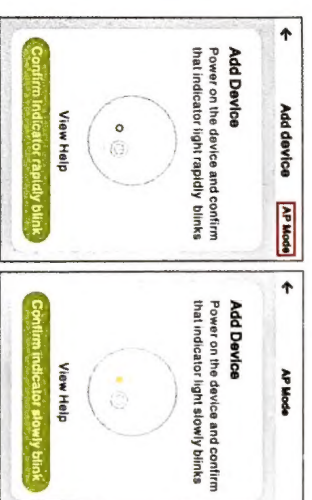 Add device
AP Mode
Add Device
Power on the device and confirm
that indicator light rapidly blinks
View Help
Confirm Indicator rapidly blink
AP Mode
Add Device
Power on the device and confirm
that indicator light slowly blinks
View Help
Confirm indicator slowly blink